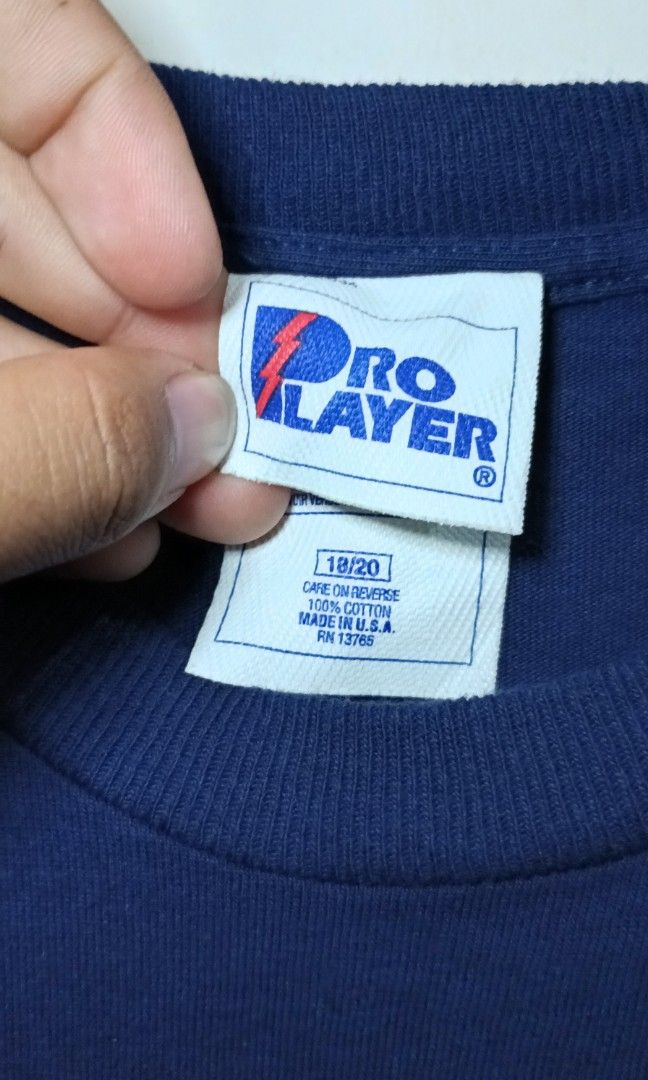 PRO
PLAYER
®
18/20
CARE ON REVERSE
100% COTTON
MADE IN U.S.A.
RN 13765